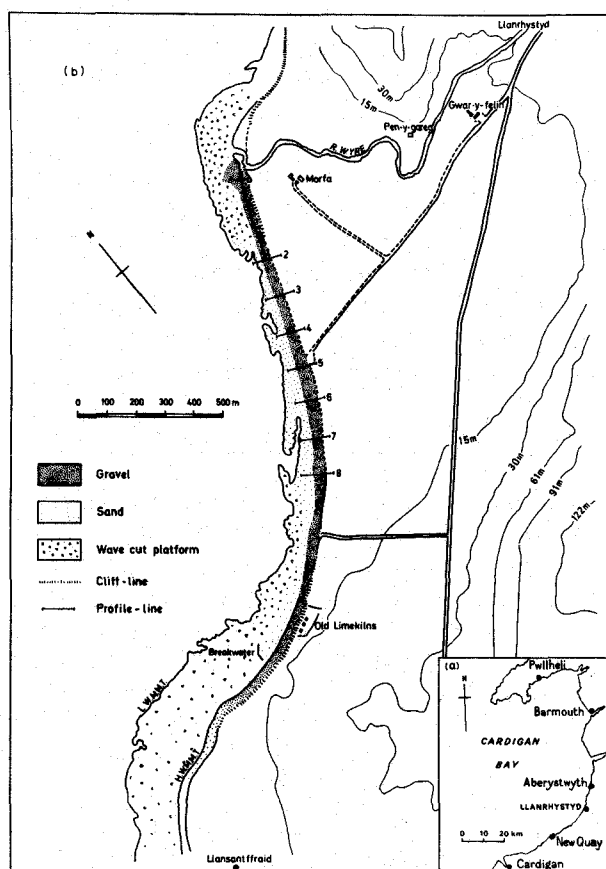 (b)
Llanrhystyd
30m
15m
Gwar-y-felin
Pen-y-gareg
R. WYRE
Morfa
N
2
3
4
5
6
7
8
0 100 200 300 400 500 m
Gravel
Sand
Wave cut platform
Cliff-line
Profile-line
15m
30m
61m
91m
122m
Old Limekilns
Breakwater
L.W.M.M.T.
H.W.M.M.T.
Llansantffraid
(a)
N
Pwllheli
Barmouth
CARDIGAN
BAY
Aberystwyth
LLANRHYSTYD
0 10 20 km
New Quay
Cardigan